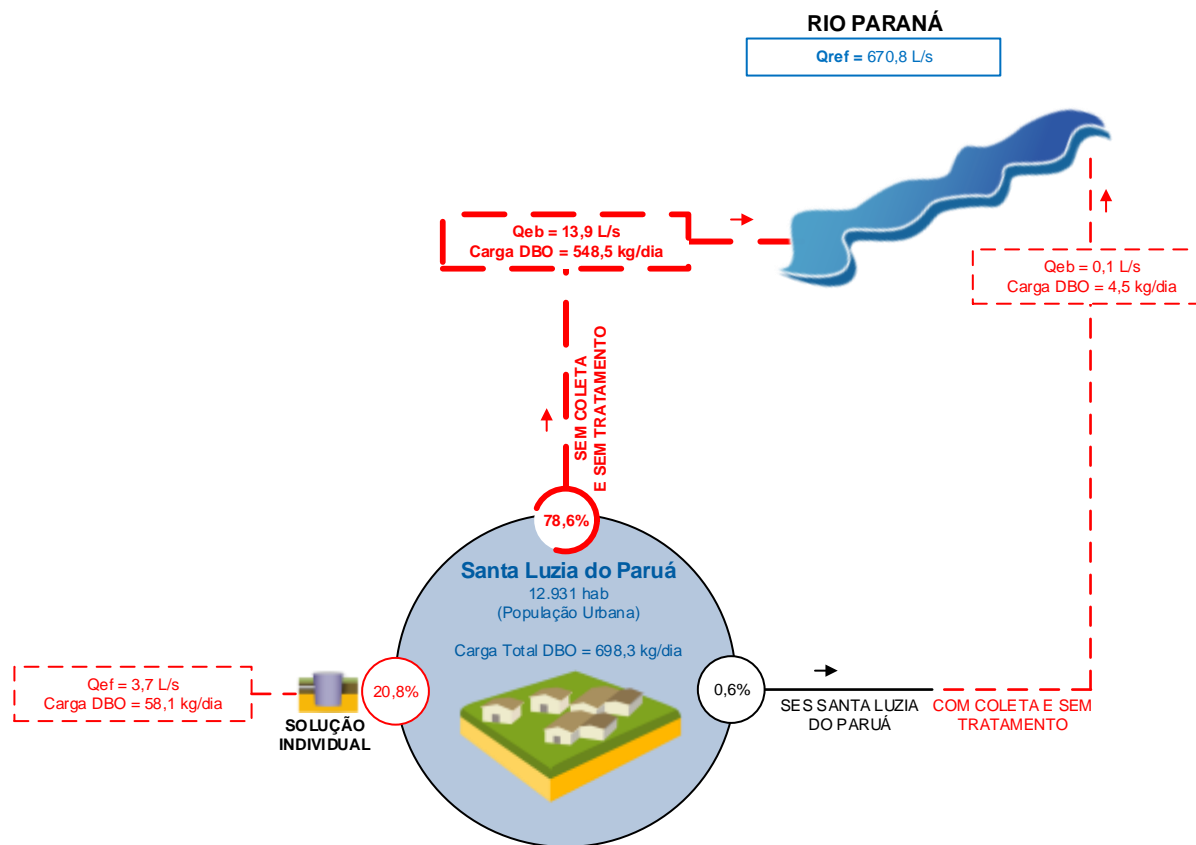 RIO PARANÁ
Qref = 670,8 L/s
Qeb = 13,9 L/s
Carga DBO = 548,5 kg/dia
Qeb = 0,1 L/s
Carga DBO = 4,5 kg/dia
SEM COLETA
E SEM TRATAMENTO
78,6%
Santa Luzia do Paruá
12.931 hab
(População Urbana)
Carga Total DBO = 698,3 kg/dia
Qef = 3,7 L/s
Carga DBO = 58,1 kg/dia
20,8%
SOLUÇÃO
INDIVIDUAL
0,6%
SES SANTA LUZIA
DO PARUÁ
COM COLETA E SEM
TRATAMENTO